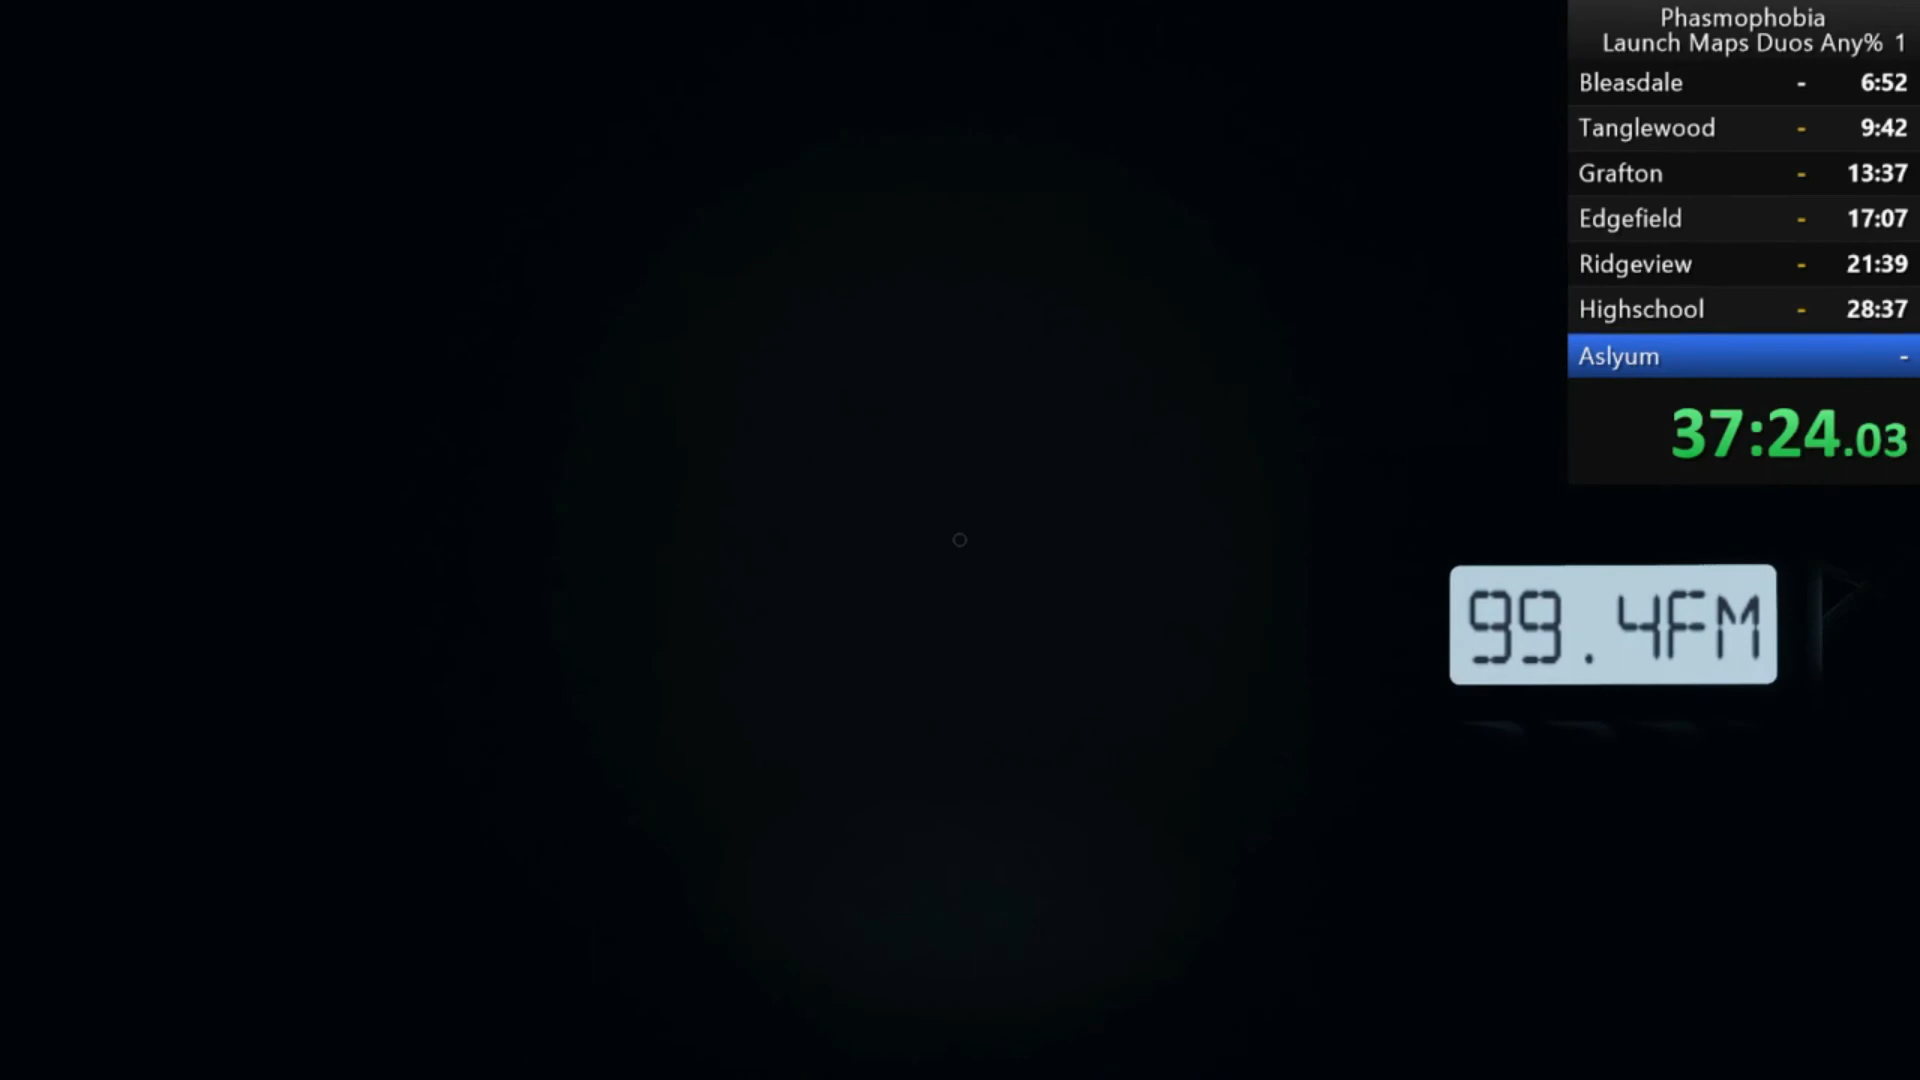 Phasmophobia
Launch Maps Duos Any% 1
Bleasdale - 6:52
Tanglewood - 9:42
Grafton - 13:37
Edgefield - 17:07
Ridgeview - 21:39
Highschool - 28:37
Aslyum -
37:24.03
99.4FM